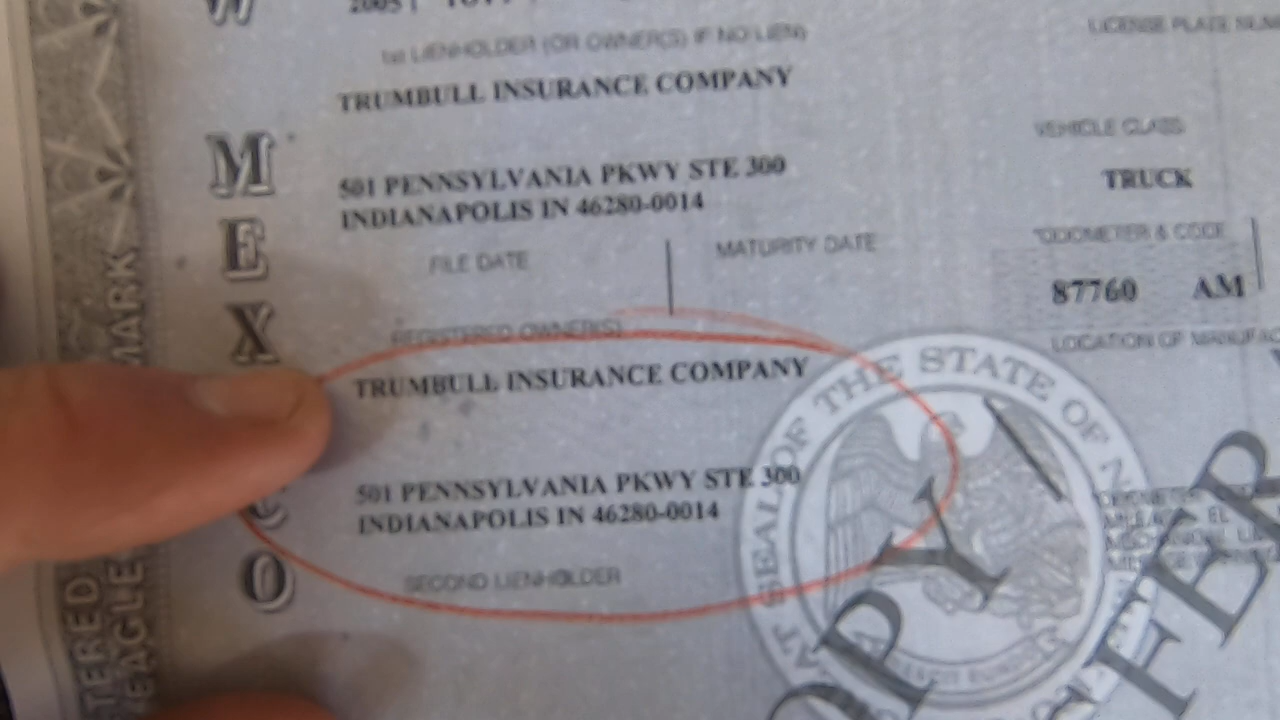 2005
1st LIENHOLDER (OR OWNER(S) IF NO LIEN)
LICENSE PLATE
TRUMBULL INSURANCE COMPANY
VEHICLE CLASS
501 PENNSYLVANIA PKWY STE 300
INDIANAPOLIS IN 46280-0014
TRUCK
FILE DATE
MATURITY DATE
*ODOMETER & CODE
87760 AM
REGISTERED OWNER(S)
LOCATION OF
TRUMBULL INSURANCE COMPANY
501 PENNSYLVANIA PKWY STE 300
INDIANAPOLIS IN 46280-0014
SECOND LIENHOLDER
M
E
X
C
O
SEAL OF THE STATE OF
MARK
EAGLE